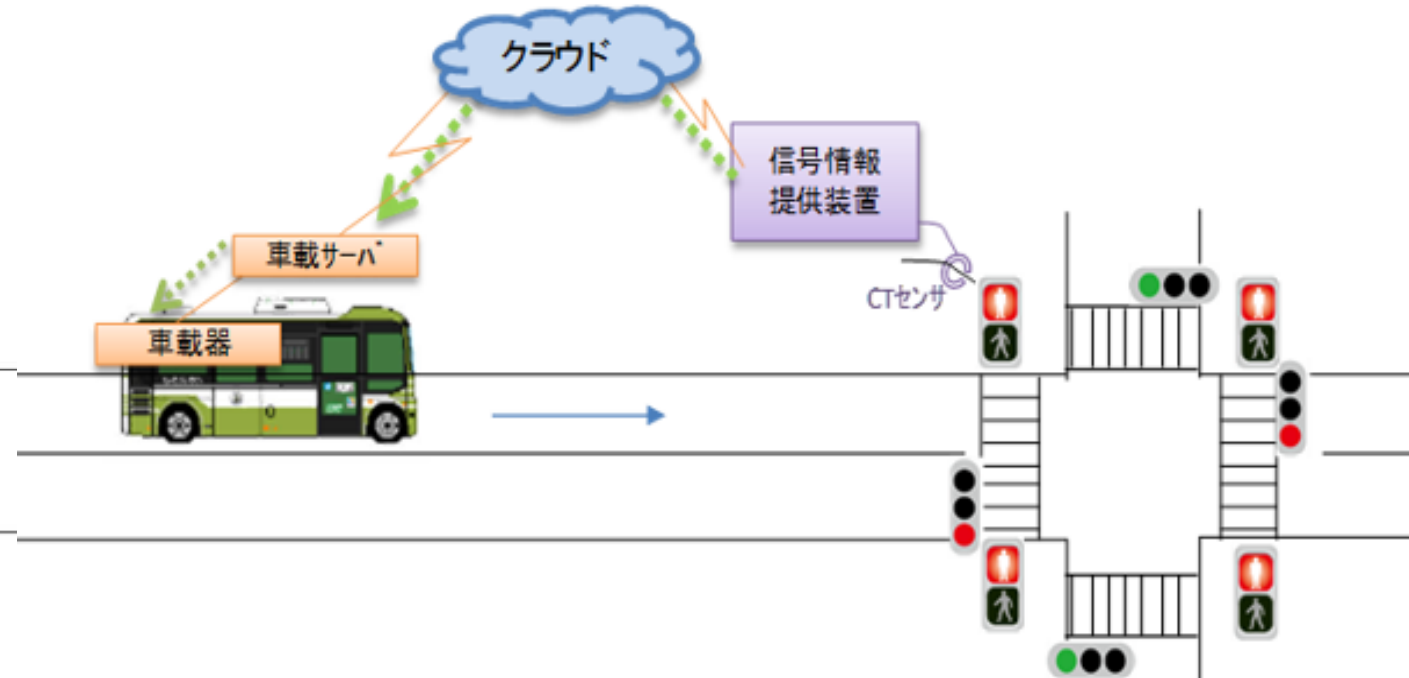 クラウド
信号情報
提供装置
車載サーバ
CTセンサ
車載器